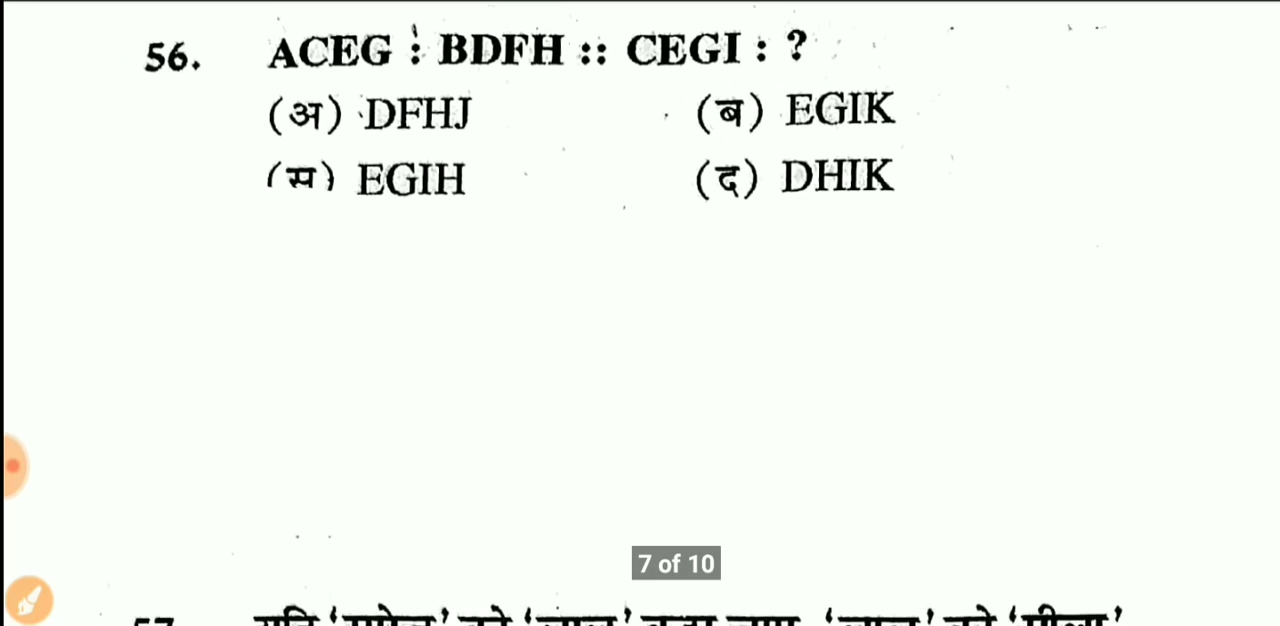 56. ACEG : BDFH :: CEGI : ?
(अ) DFHJ (ब) EGIK
(स) EGIH (द) DHIK
7 of 10